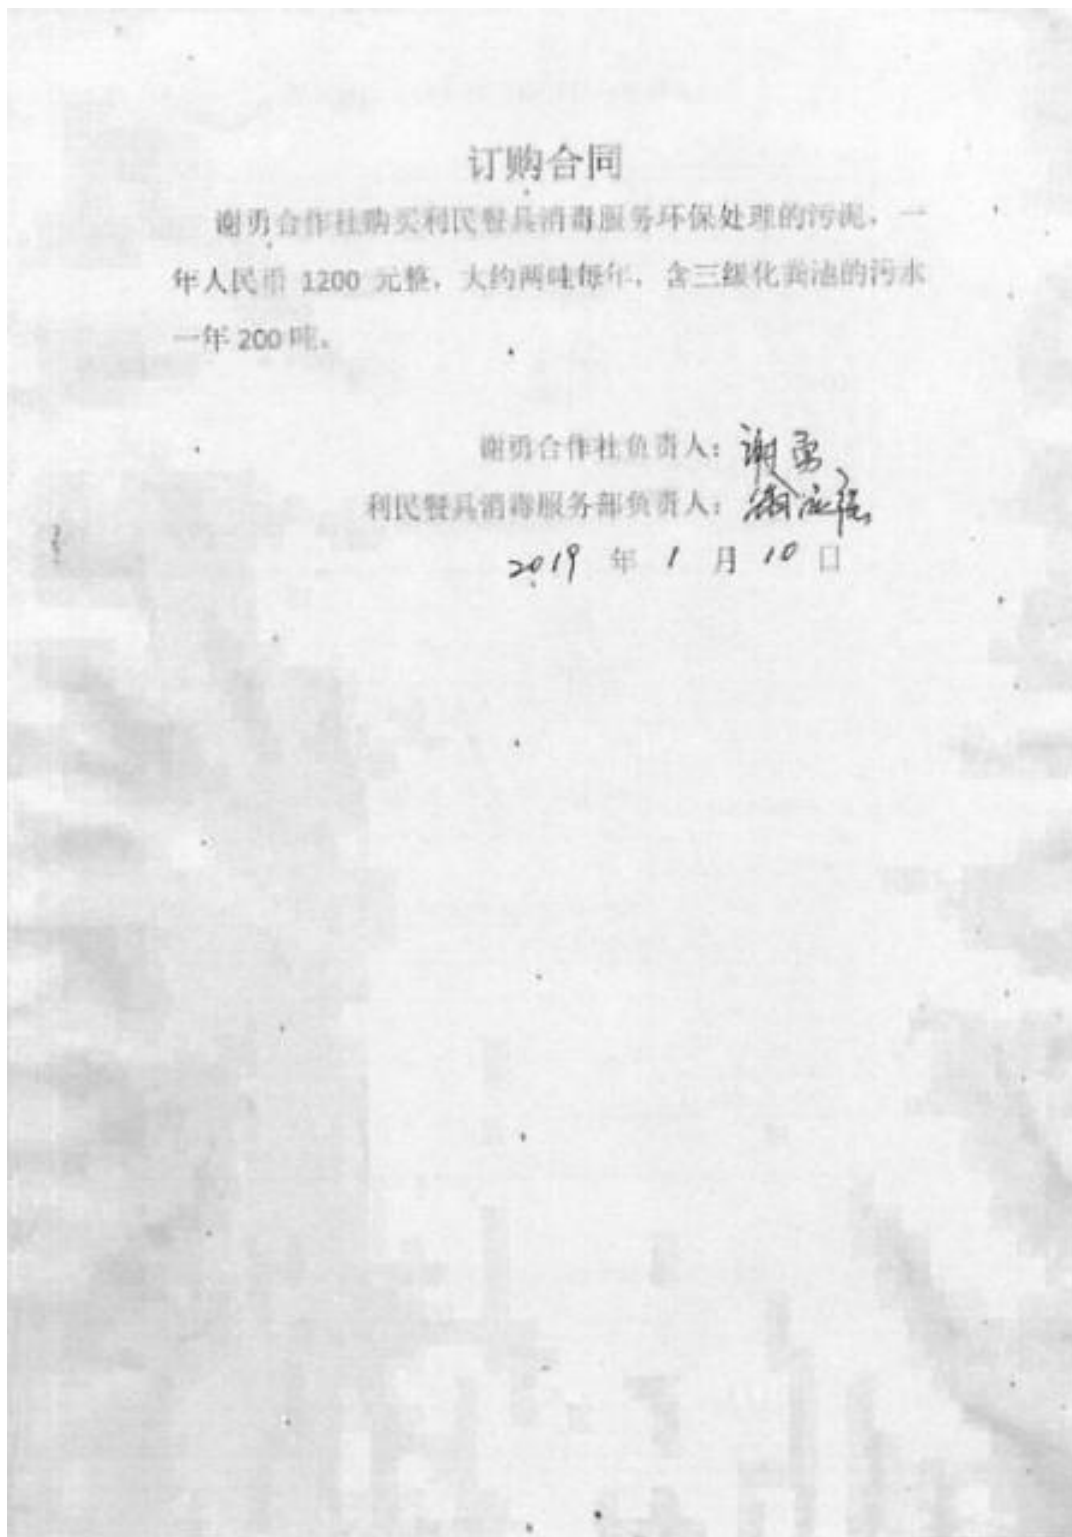 订购合同
谢勇合作社购买利民餐具消毒服务环保处理的污泥，一
年人民币 1200 元整，大约两吨每年，含三级化粪池的污水
一年 200 吨。
谢勇合作社负责人：谢勇
利民餐具消毒服务部负责人：
2019 年 1 月 10 日